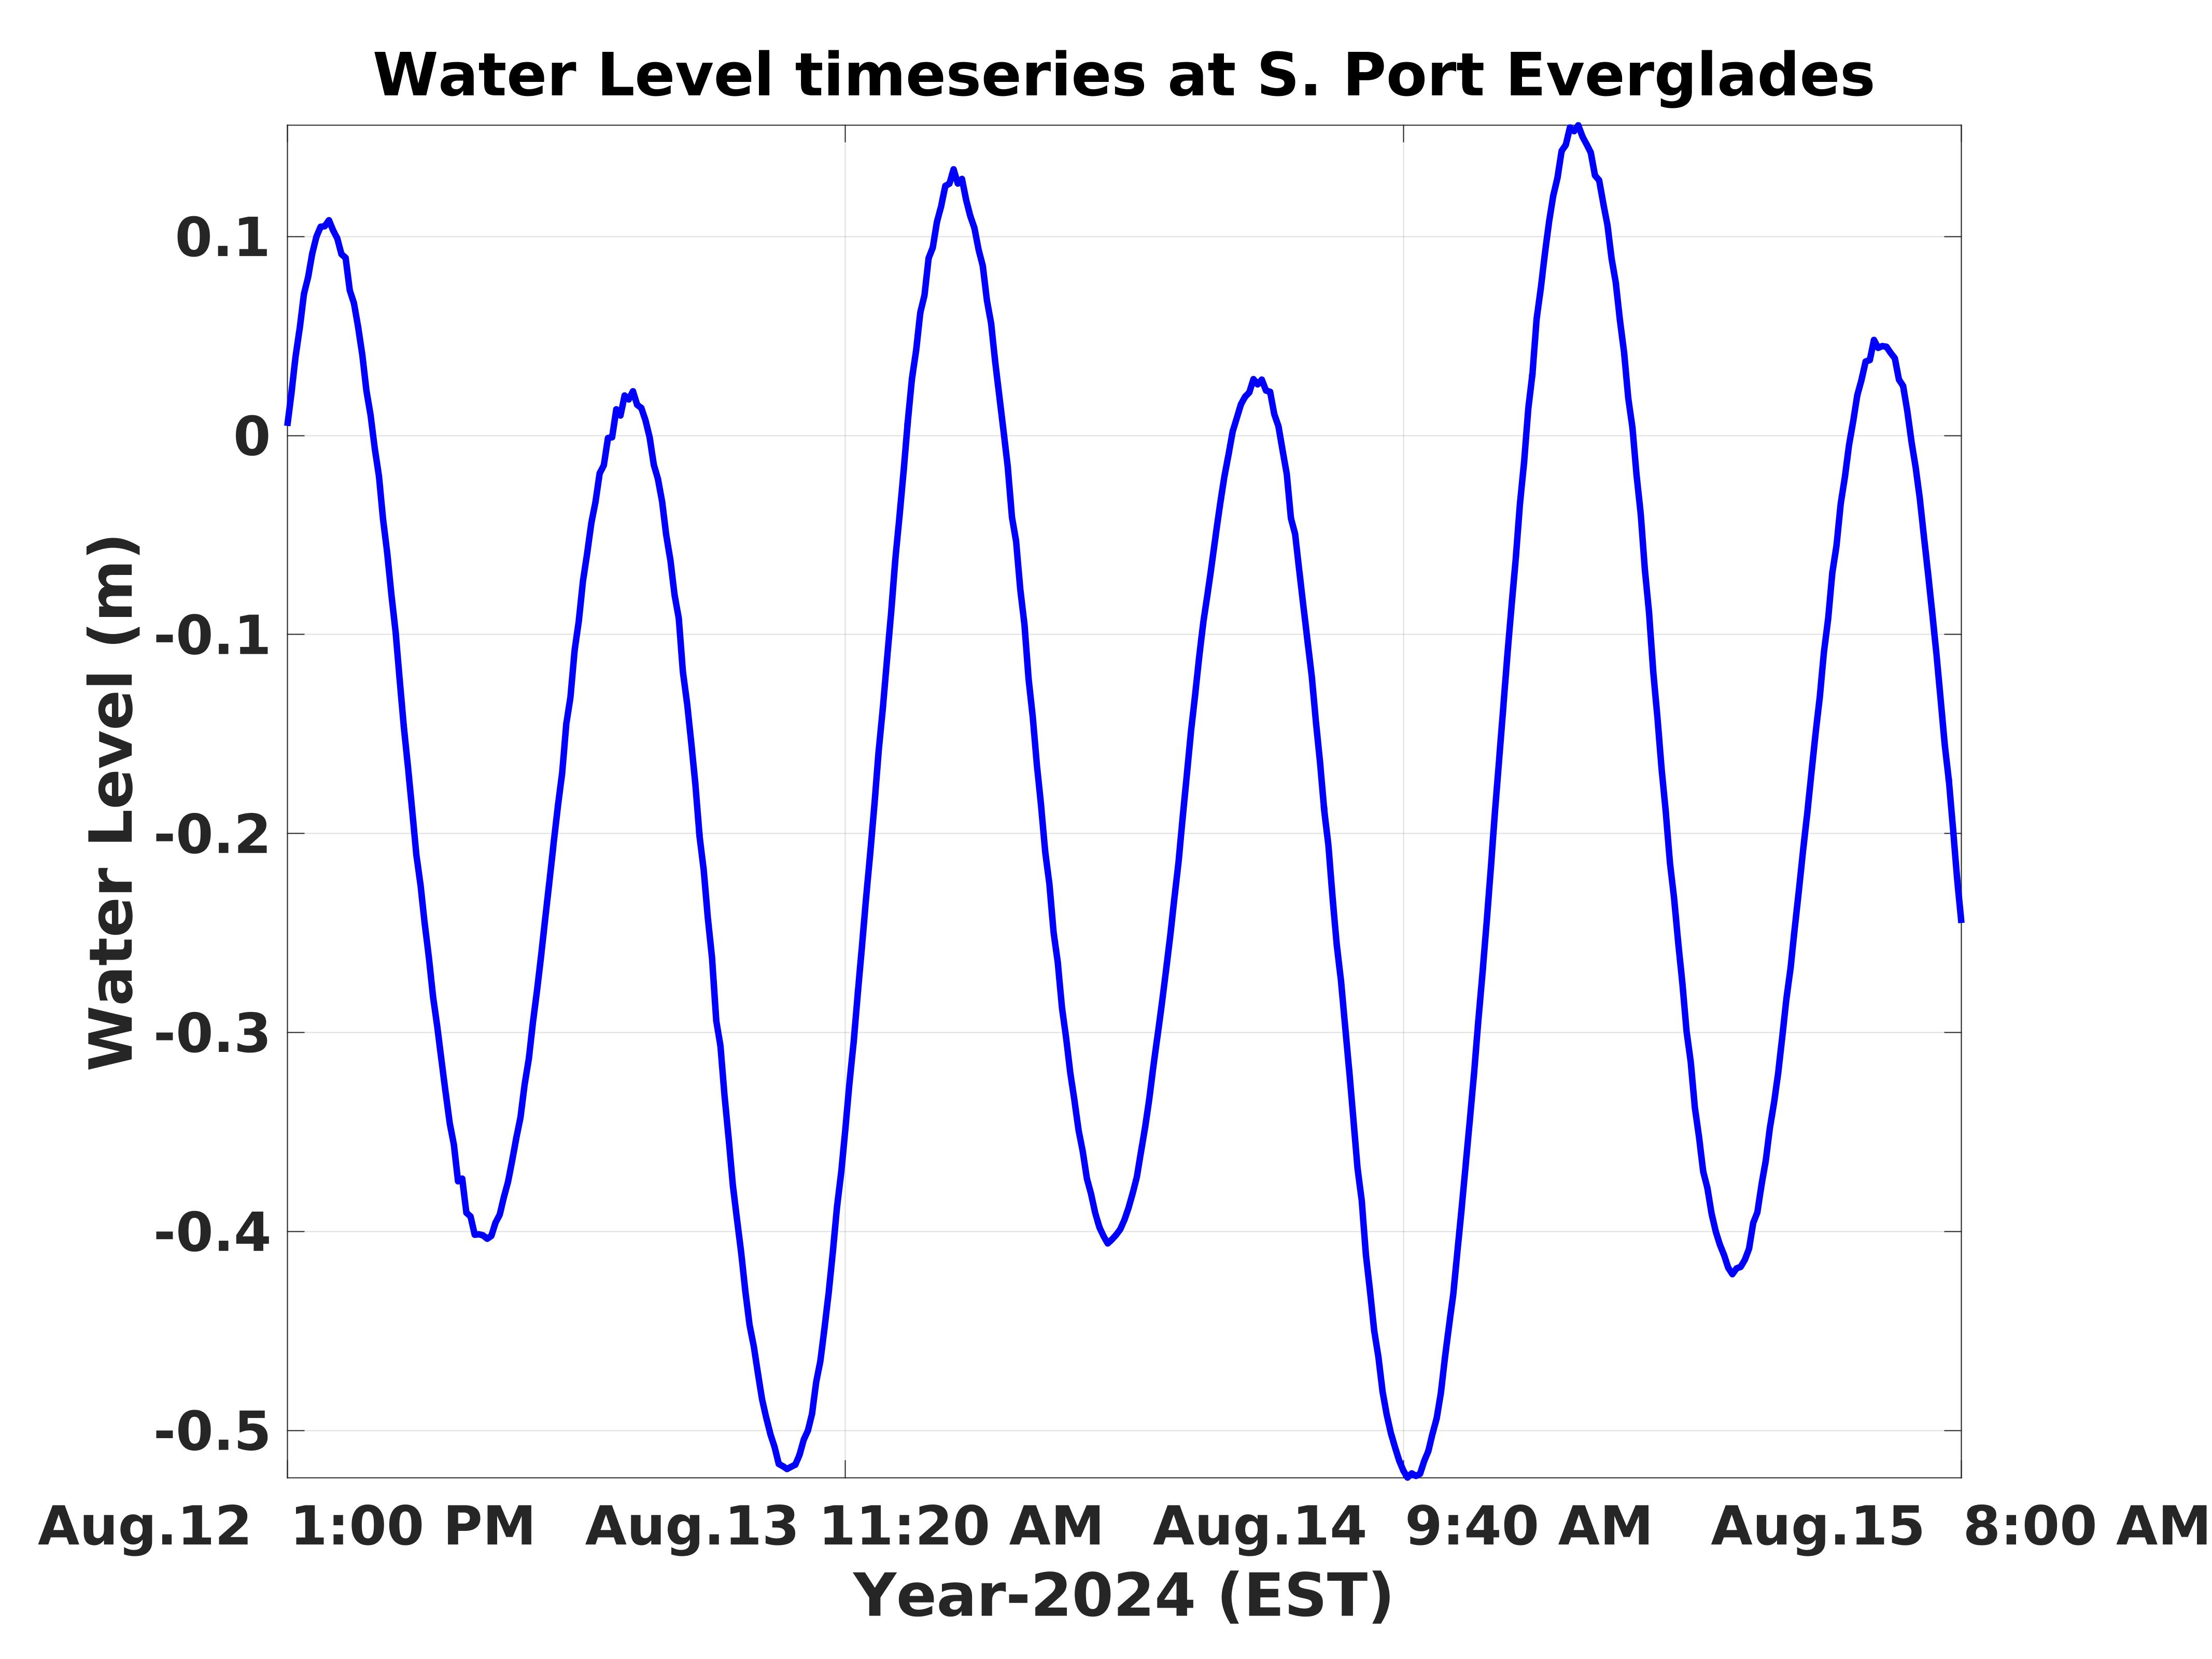 Water Level timeseries at S. Port Everglades
Water Level (m)
0.1
0
-0.1
-0.2
-0.3
-0.4
-0.5
Aug.12 1:00 PM Aug.13 11:20 AM Aug.14 9:40 AM Aug.15 8:00 AM
Year-2024 (EST)